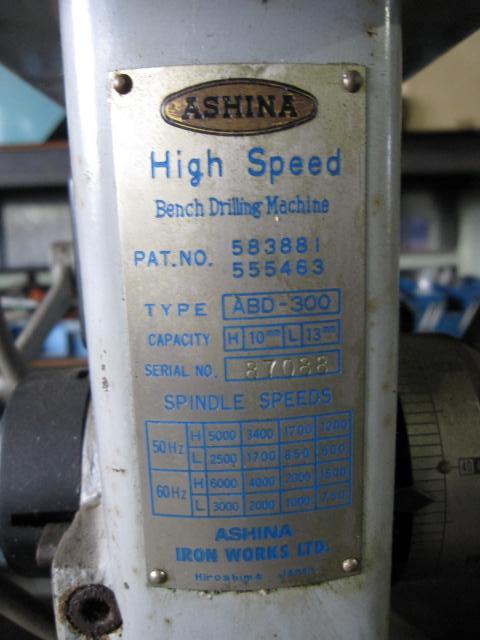 ASHINA
High Speed
Bench Drilling Machine
PAT.NO. 583881
555463
TYPE ABD-300
CAPACITY H 10mm L 13mm
SERIAL NO. 87088
SPINDLE SPEEDS
50Hz H 5000 3400 1700 1200
L 2500 1700 850 600
60Hz H 6000 4000 2000 1500
L 3000 2000 1000 750
ASHINA
IRON WORKS LTD.
Hiroshima Japan
40